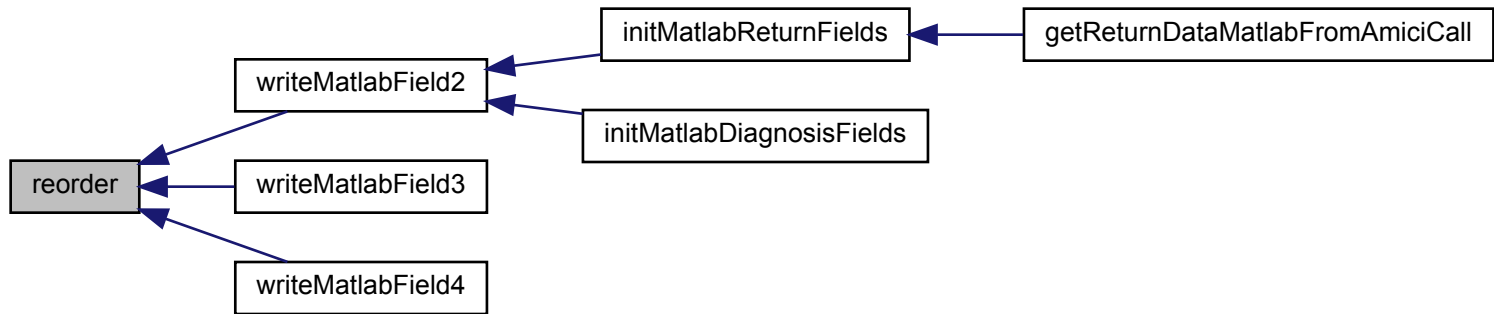 initMatlabReturnFields
getReturnDataMatlabFromAmiciCall
writeMatlabField2
initMatlabDiagnosisFields
reorder
writeMatlabField3
writeMatlabField4